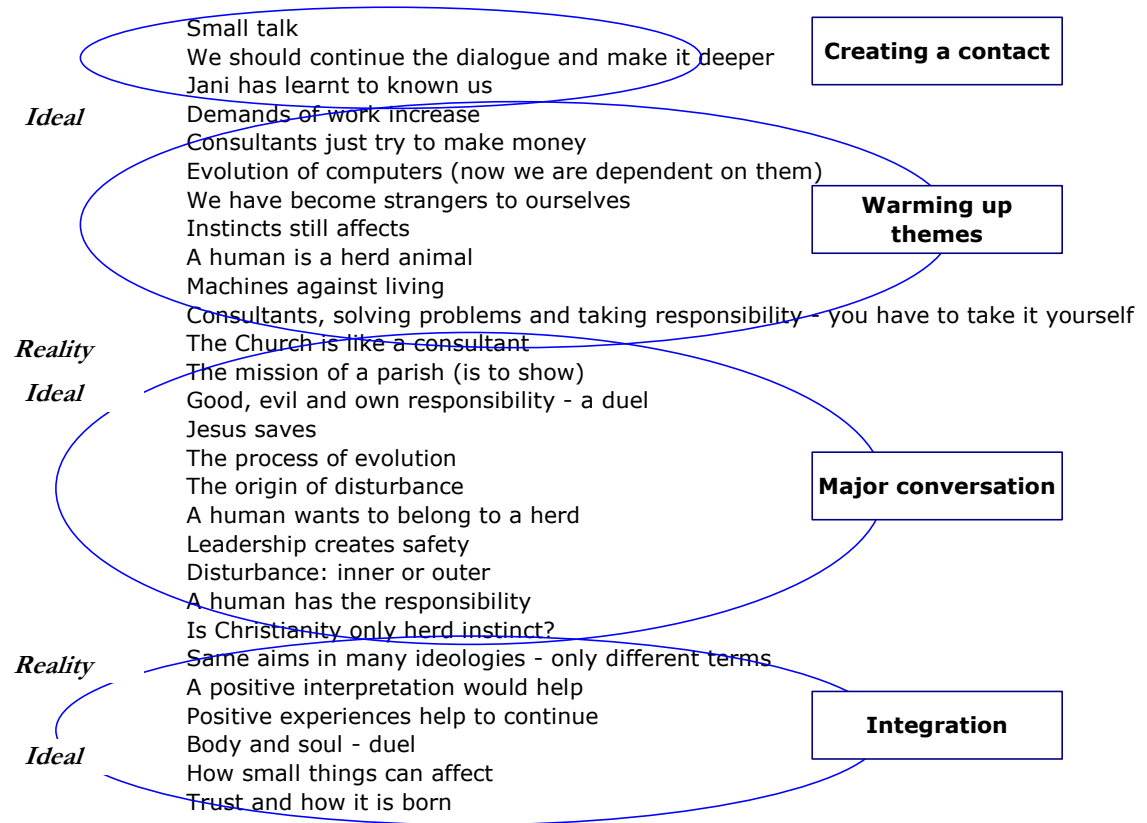 Small talk
We should continue the dialogue and make it deeper
Creating a contact
Jani has learnt to known us
Ideal
Demands of work increase
Consultants just try to make money
Evolution of computers (now we are dependent on them)
We have become strangers to ourselves
Warming up
themes
Instincts still affects
A human is a herd animal
Machines against living
Consultants, solving problems and taking responsibility - you have to take it yourself
Reality
The Church is like a consultant
The mission of a parish (is to show)
Ideal
Good, evil and own responsibility - a duel
Jesus saves
The process of evolution
The origin of disturbance
Major conversation
A human wants to belong to a herd
Leadership creates safety
Disturbance: inner or outer
A human has the responsibility
Is Christianity only herd instinct?
Reality
Same aims in many ideologies - only different terms
A positive interpretation would help
Positive experiences help to continue
Integration
Body and soul - duel
Ideal
How small things can affect
Trust and how it is born